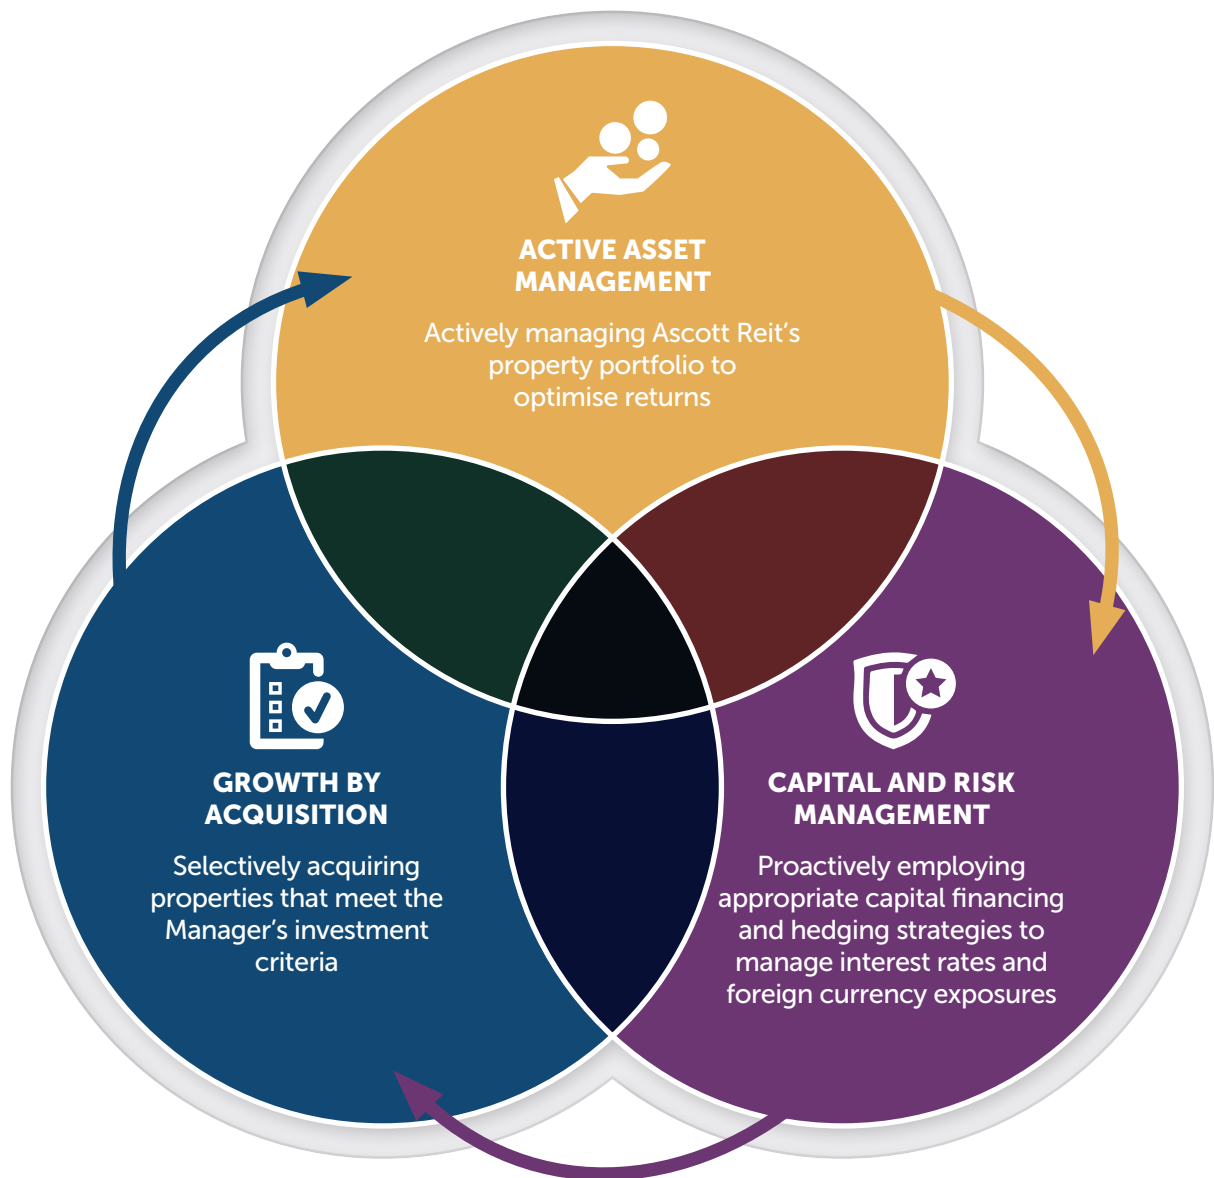 ACTIVE ASSET
MANAGEMENT
Actively managing Ascott Reit's
property portfolio to
optimise returns
GROWTH BY
ACQUISITION
Selectively acquiring
properties that meet the
Manager's investment
criteria
CAPITAL AND RISK
MANAGEMENT
Proactively employing
appropriate capital financing
and hedging strategies to
manage interest rates and
foreign currency exposures